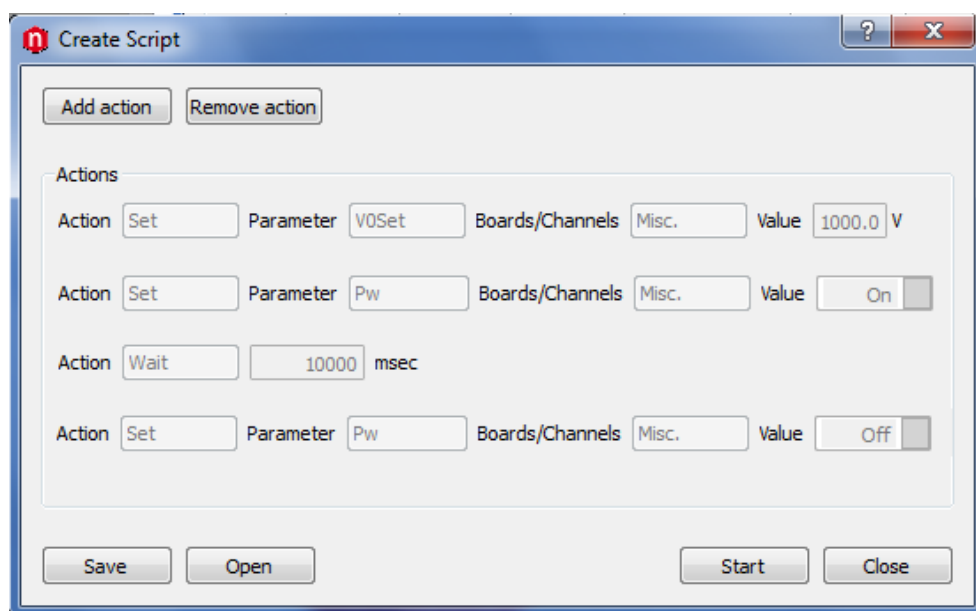 n Create Script ? X
Add action Remove action
Actions
Action Set Parameter V0Set Boards/Channels Misc. Value 1000.0 V
Action Set Parameter Pw Boards/Channels Misc. Value On
Action Wait 10000 msec
Action Set Parameter Pw Boards/Channels Misc. Value Off
Save Open Start Close